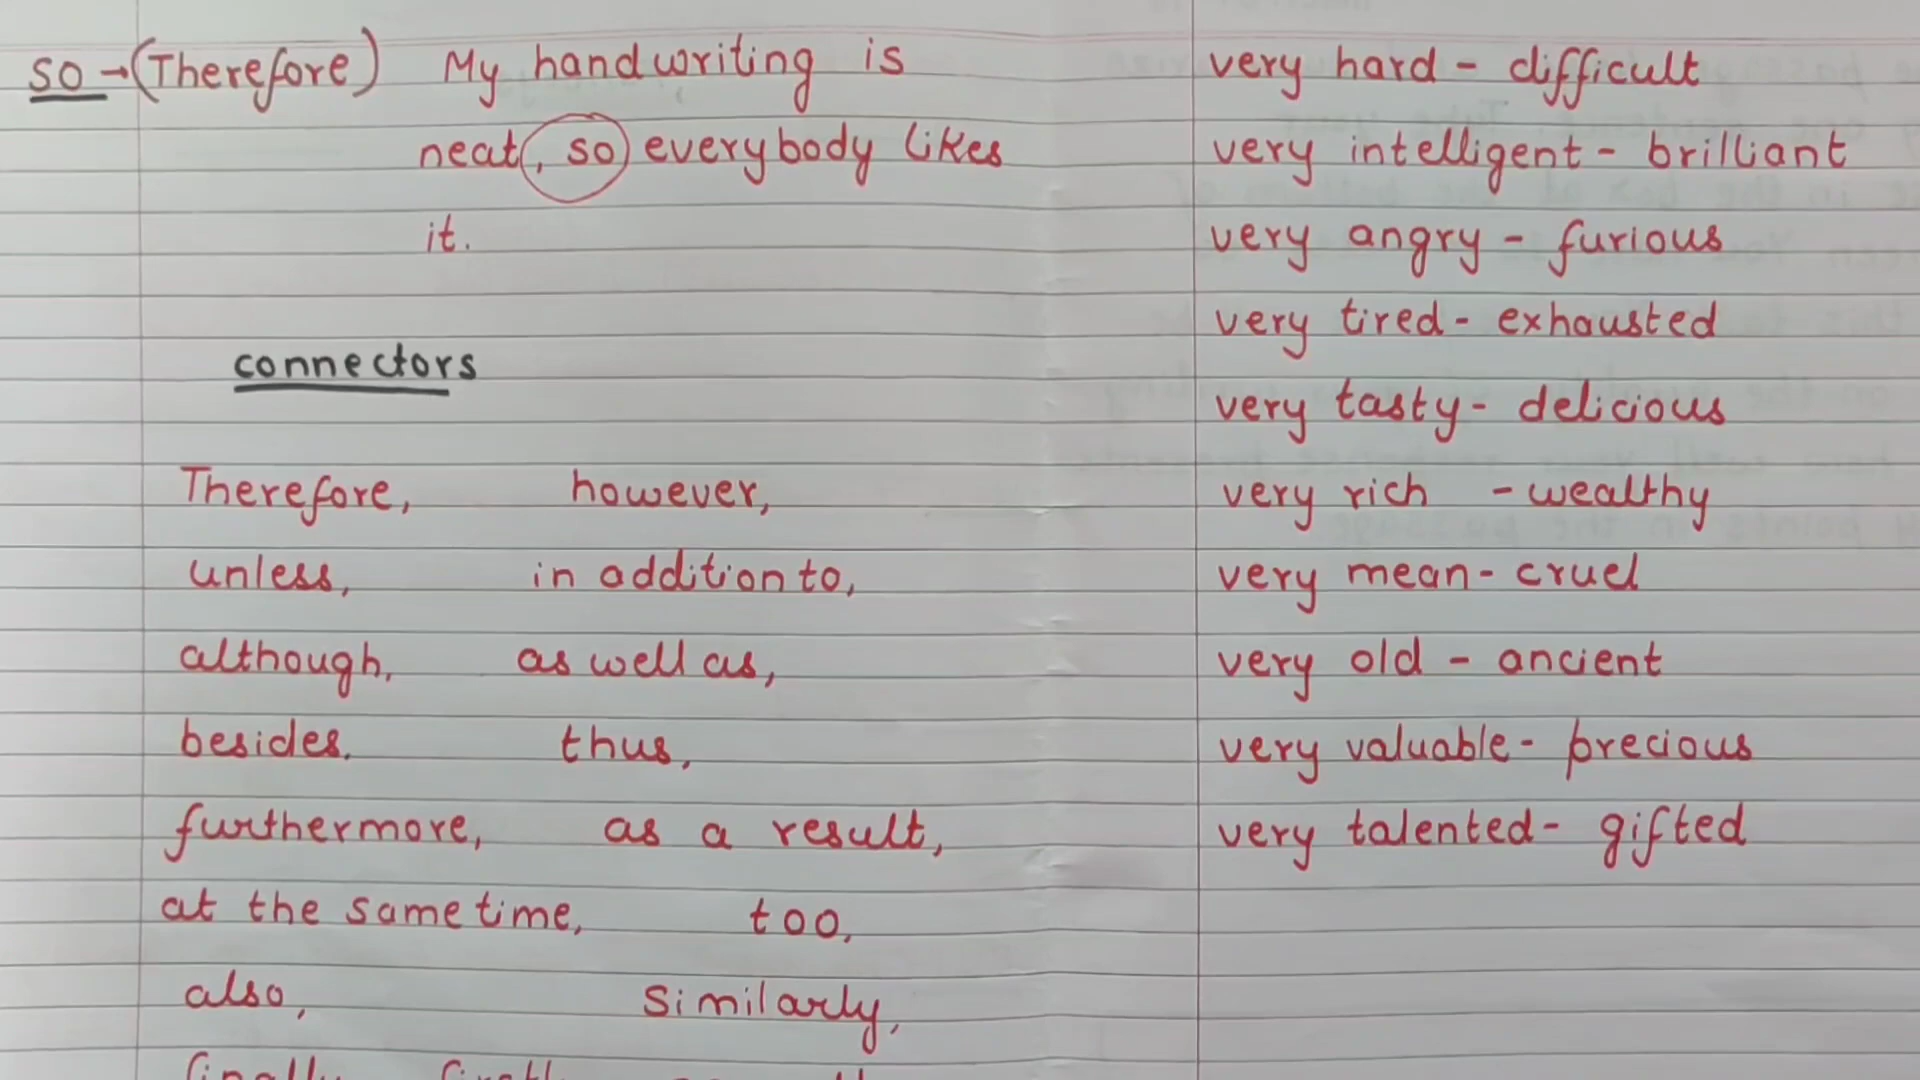 so → (Therefore) My handwriting is
neat, so everybody likes
it.
connectors
Therefore, however,
unless, in addition to,
although, as well as,
besides, thus,
furthermore, as a result,
at the same time, too,
also, Similarly,
finally
very hard - difficult
very intelligent - brilliant
very angry - furious
very tired - exhausted
very tasty - delicious
very rich - wealthy
very mean - cruel
very old - ancient
very valuable - precious
very talented - gifted